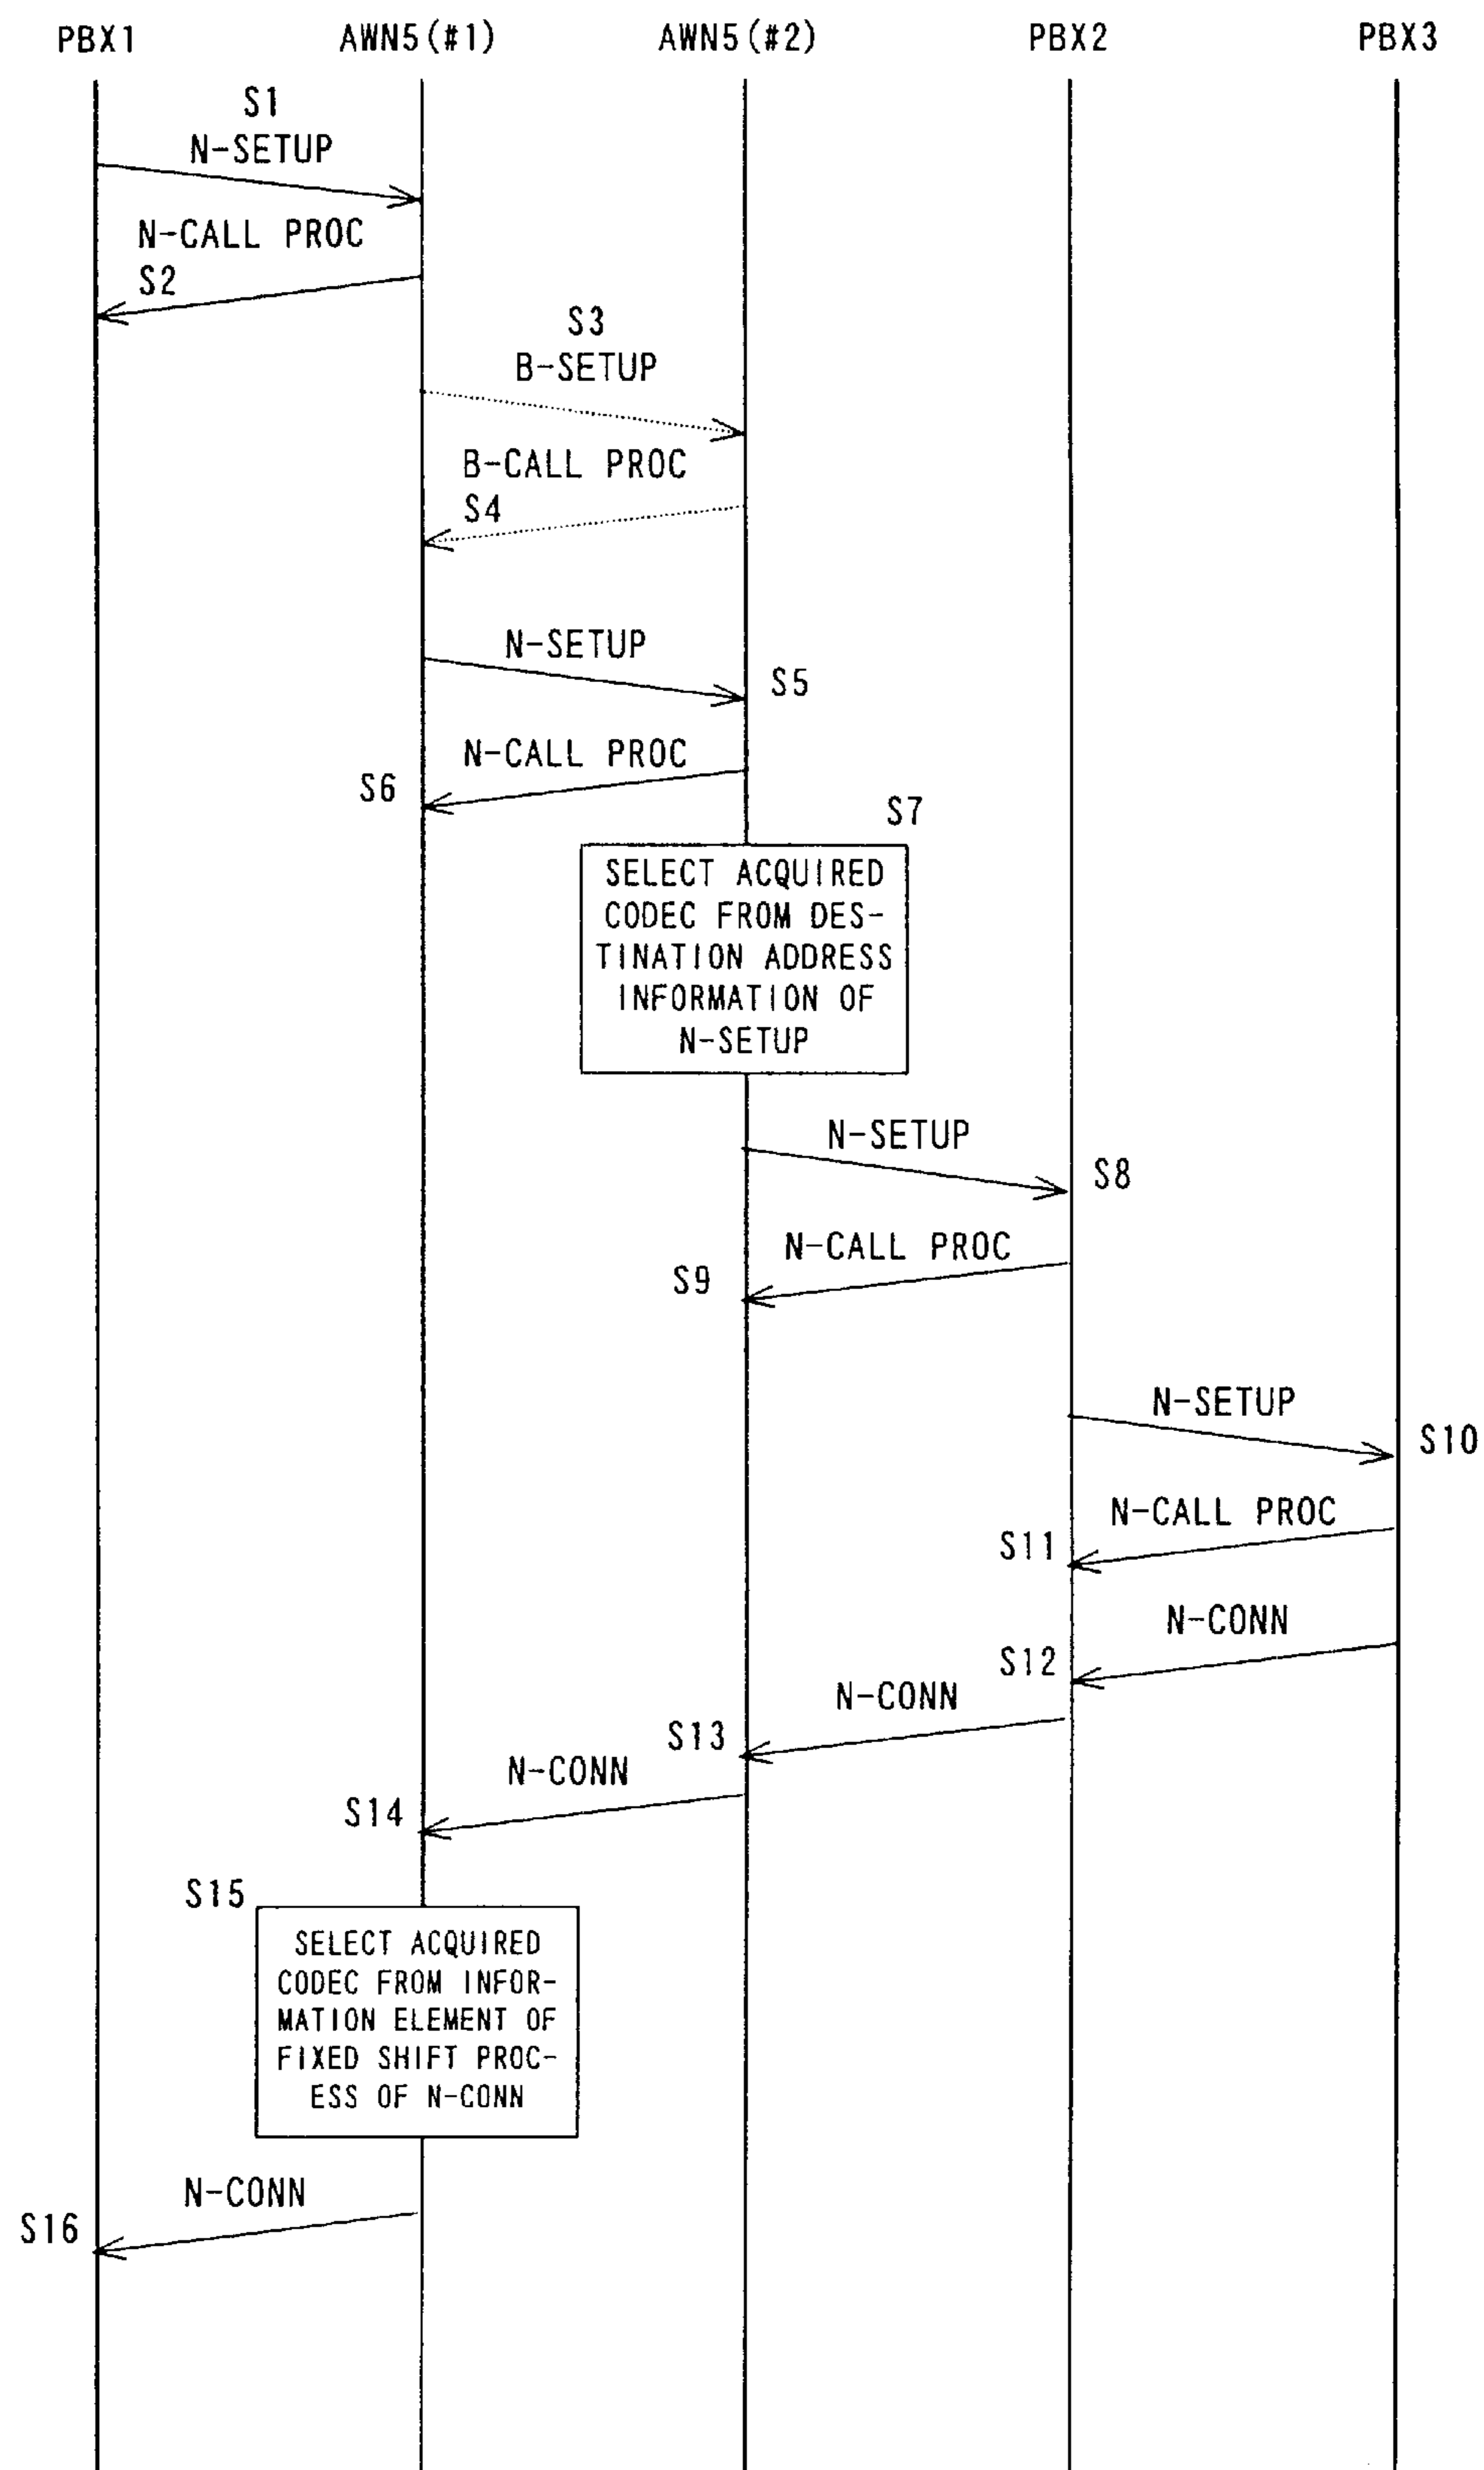 PBX1 AWN5(#1) AWN5(#2) PBX2 PBX3
S1
N-SETUP
N-CALL PROC
S2
S3
B-SETUP
B-CALL PROC
S4
N-SETUP
S5
N-CALL PROC
S6
S7
SELECT ACQUIRED
CODEC FROM DES-
TINATION ADDRESS
INFORMATION OF
N-SETUP
N-SETUP
S8
N-CALL PROC
S9
N-SETUP
S10
N-CALL PROC
S11
N-CONN
S12
N-CONN
S13
N-CONN
S14
S15
SELECT ACQUIRED
CODEC FROM INFOR-
MATION ELEMENT OF
FIXED SHIFT PROC-
ESS OF N-CONN
N-CONN
S16